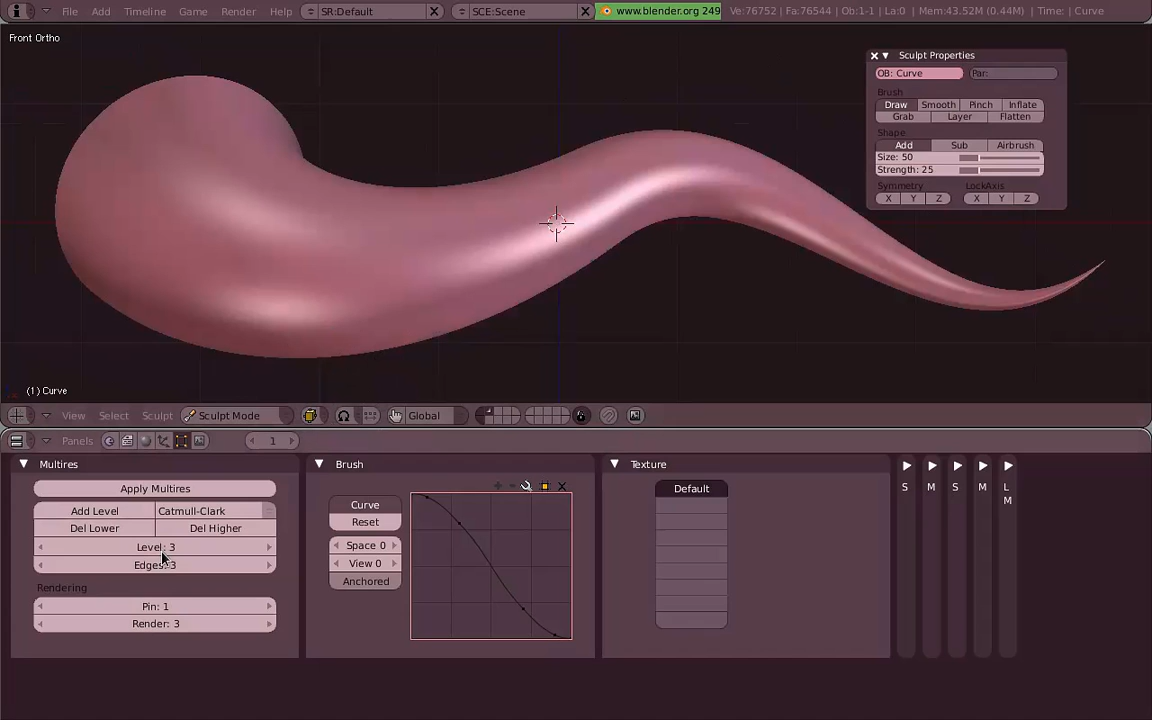 File Add Timeline Game Render Help SR:Default SCE:Scene www.blender.org 249 Ve:76752 | Fa:76544 | Ob:1-1 | La:0 | Mem:43.52M (0.44M) | Time: | Curve
Front Ortho
Sculpt Properties
OB: Curve Par:
Brush
Draw Smooth Pinch Inflate
Grab Layer Flatten
Shape
Add Sub Airbrush
Size: 50
Strength: 25
Symmetry LockAxis
X Y Z X Y Z
(1) Curve
View Select Sculpt Sculpt Mode Global
Panels 1
Multires Brush Texture
Apply Multires
Add Level Catmull-Clark
Del Lower Del Higher
Level: 3
Edges: 3
Rendering
Pin: 1
Render: 3
Curve
Reset
Space 0
View 0
Anchored
Default
S M S M L
M